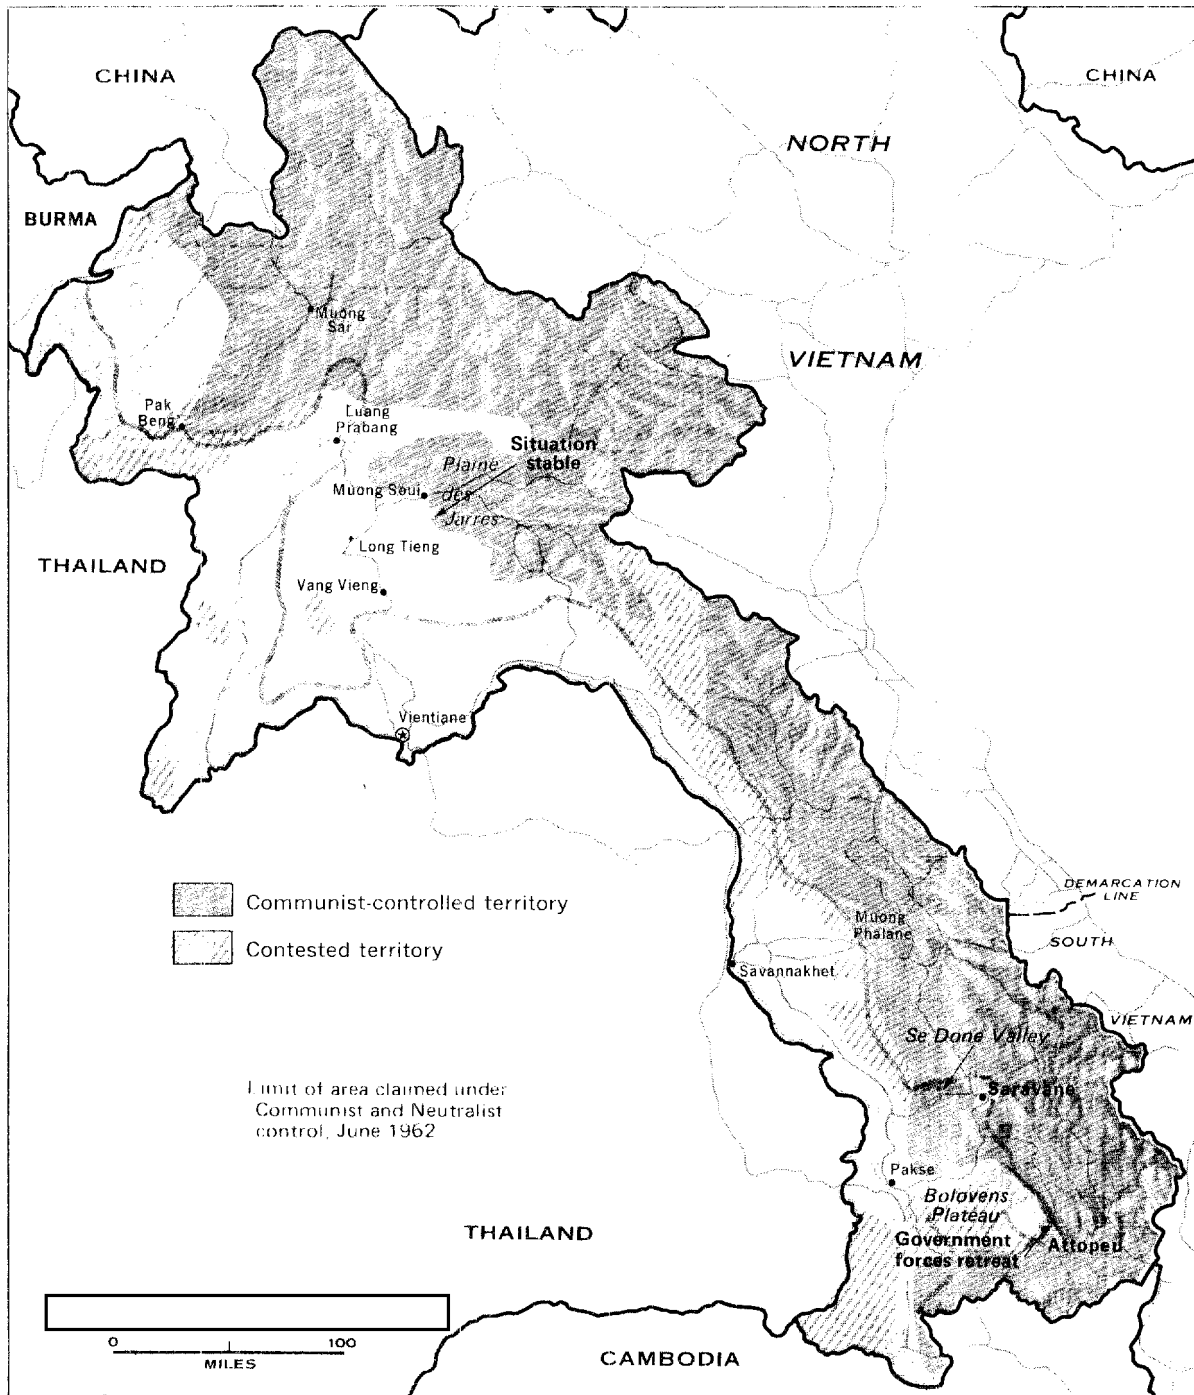 CHINA
CHINA
NORTH
BURMA
Muong
Sai
VIETNAM
Pak
Beng
Luang
Prabang
Situation
stable
Plaine
des
Jarres
Muong Soui
Long Tieng
THAILAND
Vang Vieng
Vientiane
Communist-controlled territory
Contested territory
DEMARCATION
LINE
Muong
Phalane
SOUTH
Savannakhet
VIETNAM
Se Done Valley
Limit of area claimed under
Communist and Neutralist
control, June 1962
Saravane
Pakse
Bolovens
Plateau
THAILAND
Government
forces retreat
Attopeu
0 100
MILES
CAMBODIA